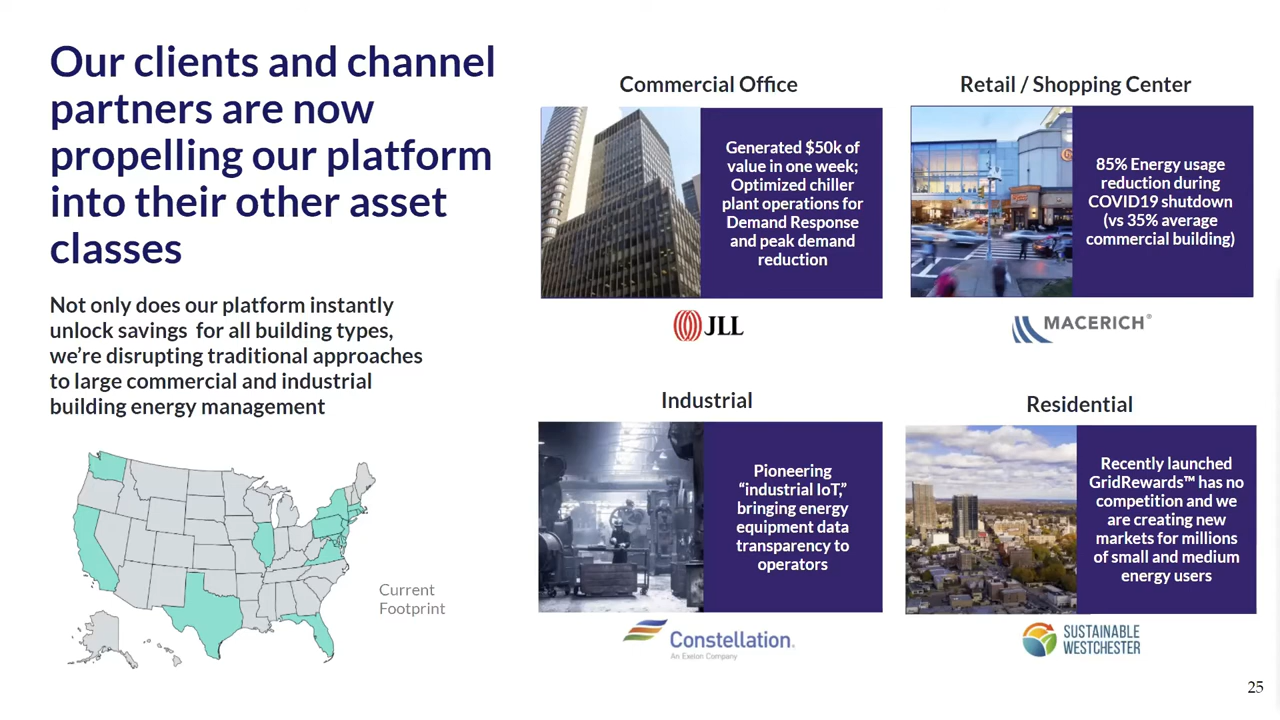 Our clients and channel
partners are now
propelling our platform
into their other asset
classes
Not only does our platform instantly
unlock savings for all building types,
we're disrupting traditional approaches
to large commercial and industrial
building energy management
Current
Footprint
Commercial Office
Generated $50k of
value in one week;
Optimized chiller
plant operations for
Demand Response
and peak demand
reduction
JLL
Retail / Shopping Center
85% Energy usage
reduction during
COVID19 shutdown
(vs 35% average
commercial building)
MACERICH®
Industrial
Pioneering
“industrial IoT,”
bringing energy
equipment data
transparency to
operators
Constellation.
An Exelon Company
Residential
Recently launched
GridRewards™ has no
competition and we
are creating new
markets for millions
of small and medium
energy users
SUSTAINABLE
WESTCHESTER
25